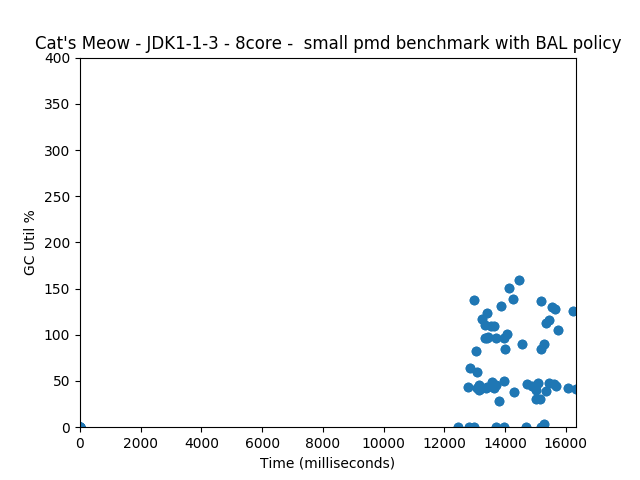 Cat's Meow - JDK1-1-3 - 8core -  small pmd benchmark with BAL policy
400
350
300
250
200
150
100
50
0
GC Util %
0 2000 4000 6000 8000 10000 12000 14000 16000
Time (milliseconds)